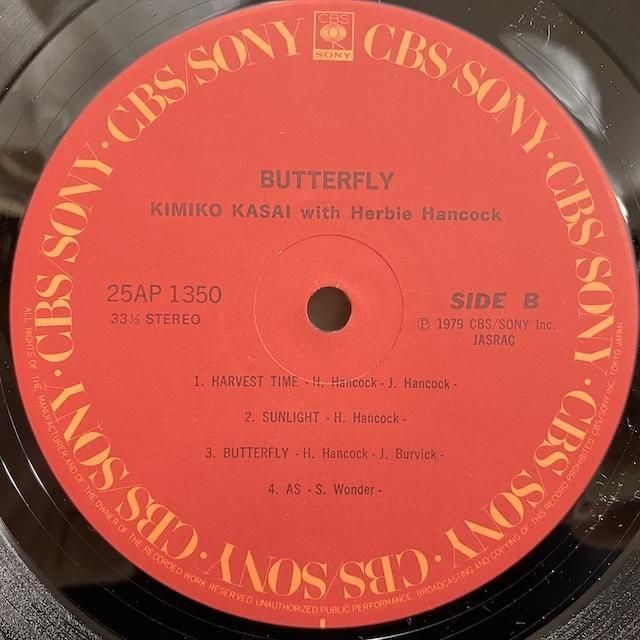 CBS
SONY
CBS/SONY · CBS/SONY · CBS/SONY · CBS/SONY · CBS/SONY · CBS/SONY · CBS/SONY · CBS/SONY
BUTTERFLY
KIMIKO KASAI with Herbie Hancock
25AP 1350
33⅓ STEREO
SIDE B
Ⓟ 1979 CBS/SONY Inc.
JASRAC
1. HARVEST TIME - H. Hancock - J. Hancock -
2. SUNLIGHT - H. Hancock -
3. BUTTERFLY - H. Hancock - J. Burvick -
4. AS - S. Wonder -
ALL RIGHTS OF THE MANUFACTURER AND OF THE OWNER OF THE RECORDED WORK RESERVED. UNAUTHORIZED PUBLIC PERFORMANCE, BROADCASTING AND COPYING OF THIS RECORD PROHIBITED. CBS/SONY INC. TOKYO JAPAN